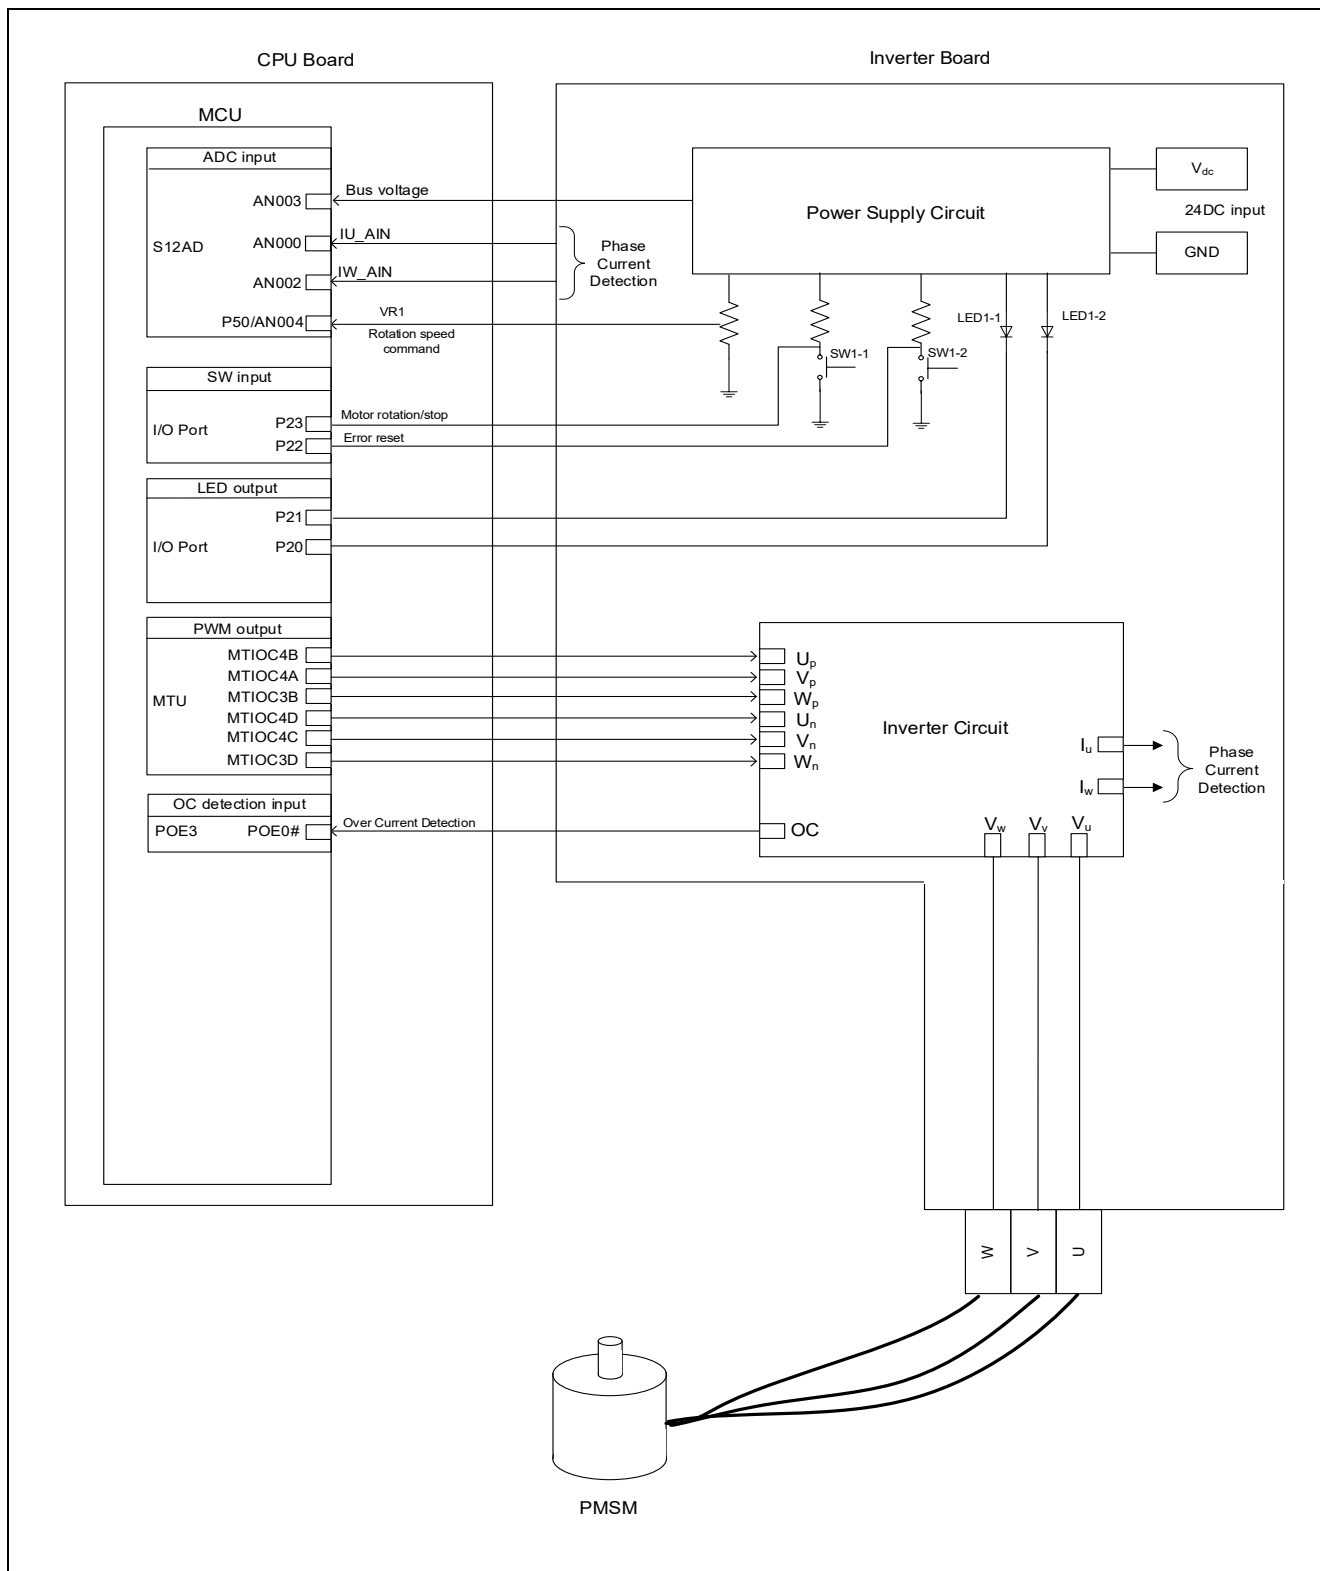 CPU Board
Inverter Board
MCU
ADC input
S12AD
AN003
AN000
AN002
P50/AN004
Bus voltage
IU_AIN
IW_AIN
Phase
Current
Detection
VR1
Rotation speed
command
Power Supply Circuit
Vdc
24DC input
GND
SW1-1
SW1-2
LED1-1
LED1-2
SW input
I/O Port
P23
P22
Motor rotation/stop
Error reset
LED output
P21
I/O Port
P20
PWM output
MTU
MTIOC4B
MTIOC4A
MTIOC3B
MTIOC4D
MTIOC4C
MTIOC3D
Up
Vp
Wp
Un
Vn
Wn
Inverter Circuit
Iu
Iw
Phase
Current
Detection
OC detection input
POE3
POE0#
Over Current Detection
OC
Vw
Vv
Vu
W
V
U
PMSM